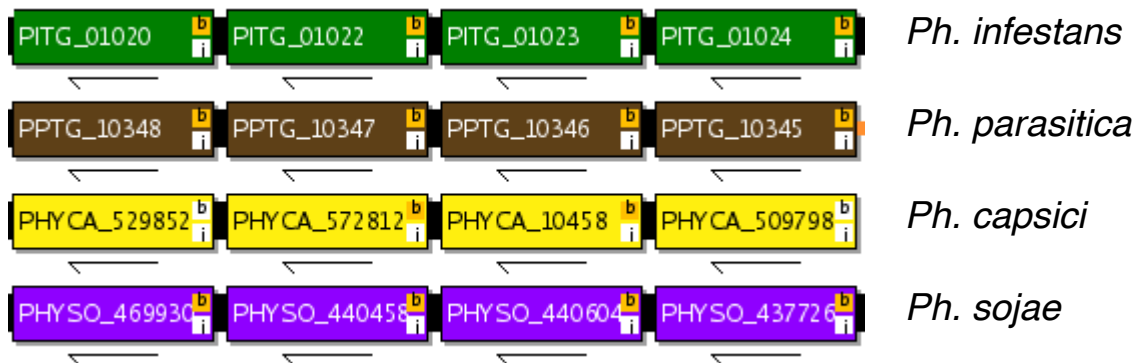 PITG_01020 b i PITG_01022 b i PITG_01023 b i PITG_01024 b i Ph. infestans
PPTG_10348 b i PPTG_10347 b i PPTG_10346 b i PPTG_10345 b i Ph. parasitica
PHYCA_529852 b i PHYCA_572812 b i PHYCA_10458 b i PHYCA_509798 b i Ph. capsici
PHYSO_469930 b i PHYSO_440458 b i PHYSO_440604 b i PHYSO_437726 b i Ph. sojae